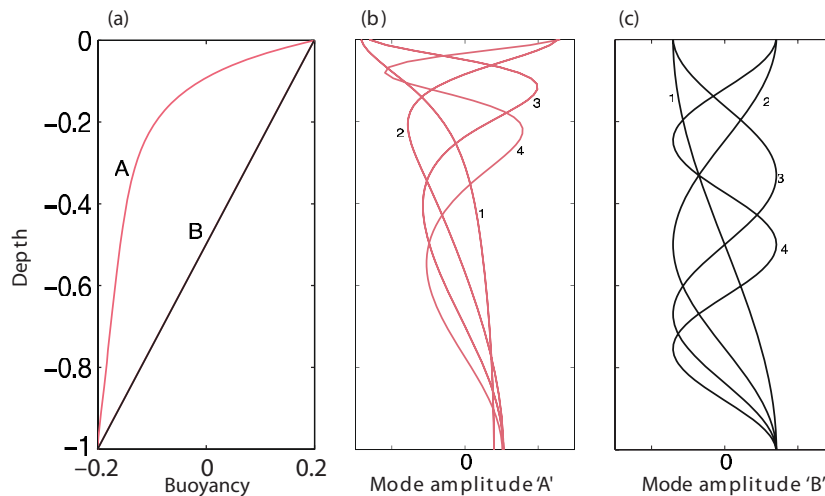 (a)
0
−0.2
−0.4
−0.6
−0.8
−1
Depth
A
B
−0.2 0 0.2
Buoyancy
(b)
3
2
4
1
0
Mode amplitude 'A'
(c)
1
2
3
4
0
Mode amplitude 'B'